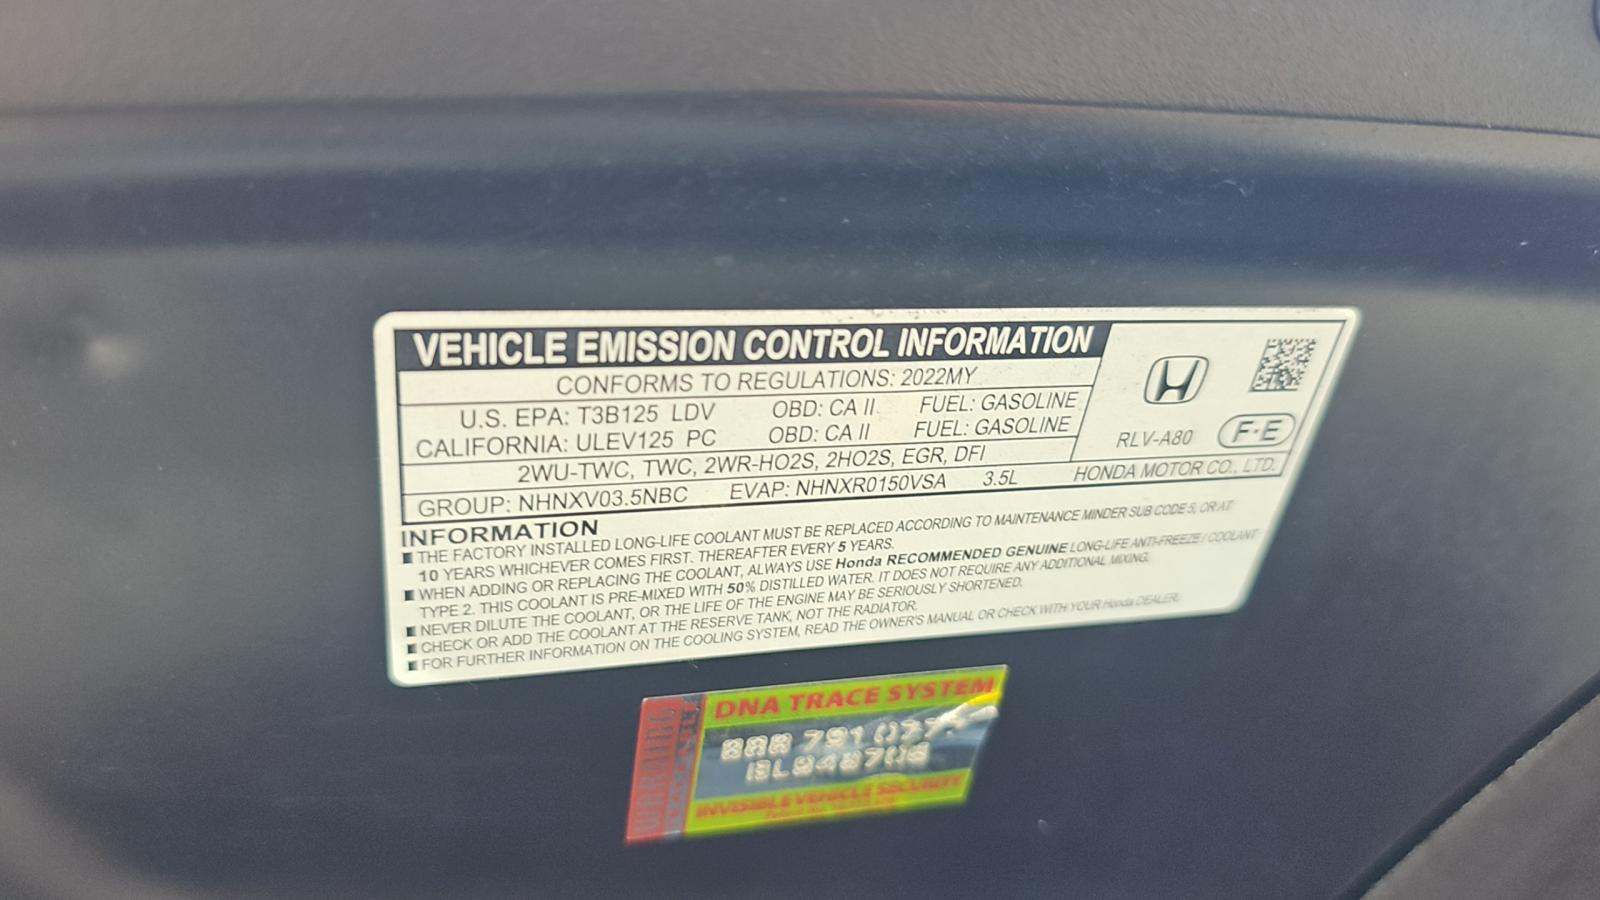 VEHICLE EMISSION CONTROL INFORMATION
CONFORMS TO REGULATIONS: 2022MY
U.S. EPA: T3B125 LDV OBD: CA II FUEL: GASOLINE
CALIFORNIA: ULEV125 PC OBD: CA II FUEL: GASOLINE
RLV-A80 F-E
2WU-TWC, TWC, 2WR-HO2S, 2HO2S, EGR, DFI
GROUP: NHNXV03.5NBC EVAP: NHNXR0150VSA 3.5L HONDA MOTOR CO., LTD.
INFORMATION
THE FACTORY INSTALLED LONG-LIFE COOLANT MUST BE REPLACED ACCORDING TO MAINTENANCE MINDER SUB CODE 5, OR AT
10 YEARS WHICHEVER COMES FIRST. THEREAFTER EVERY 5 YEARS.
WHEN ADDING OR REPLACING THE COOLANT, ALWAYS USE Honda RECOMMENDED GENUINE LONG-LIFE ANTI-FREEZE / COOLANT
TYPE 2. THIS COOLANT IS PRE-MIXED WITH 50% DISTILLED WATER. IT DOES NOT REQUIRE ANY ADDITIONAL MIXING.
NEVER DILUTE THE COOLANT, OR THE LIFE OF THE ENGINE MAY BE SERIOUSLY SHORTENED.
CHECK OR ADD THE COOLANT AT THE RESERVE TANK, NOT THE RADIATOR.
FOR FURTHER INFORMATION ON THE COOLING SYSTEM, READ THE OWNER'S MANUAL OR CHECK WITH YOUR Honda DEALER.
DNA TRACE SYSTEM
INVISIBLE VEHICLE SECURITY